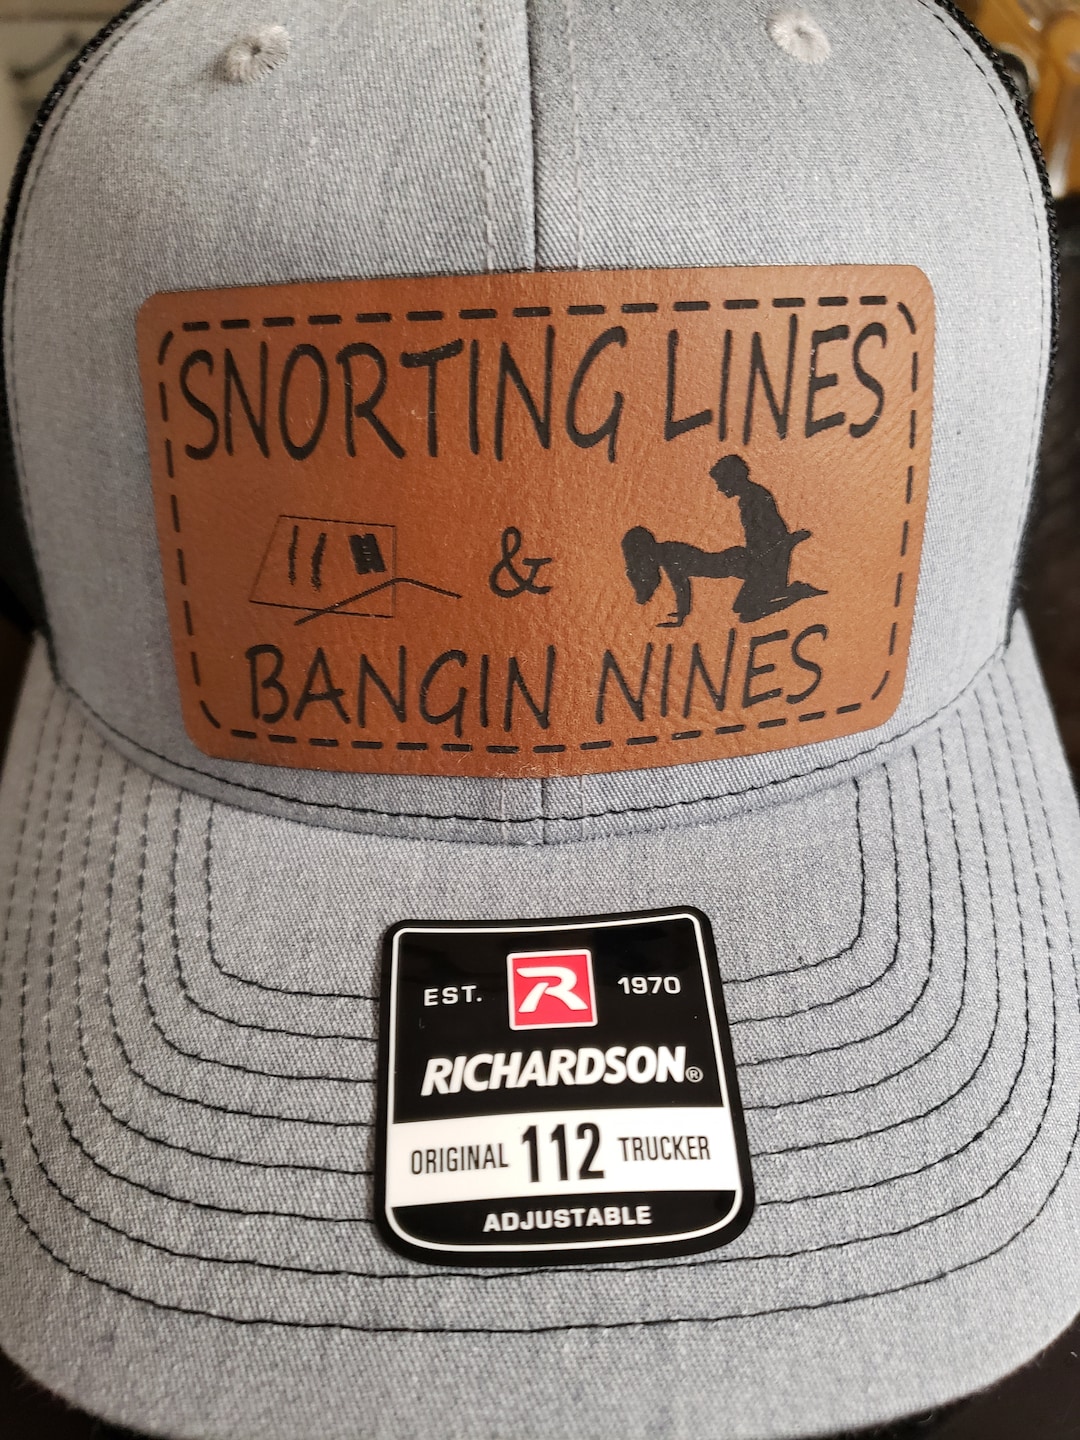 SNORTING LINES
&
BANGIN NINES
EST. R 1970
RICHARDSON®
ORIGINAL 112 TRUCKER
ADJUSTABLE